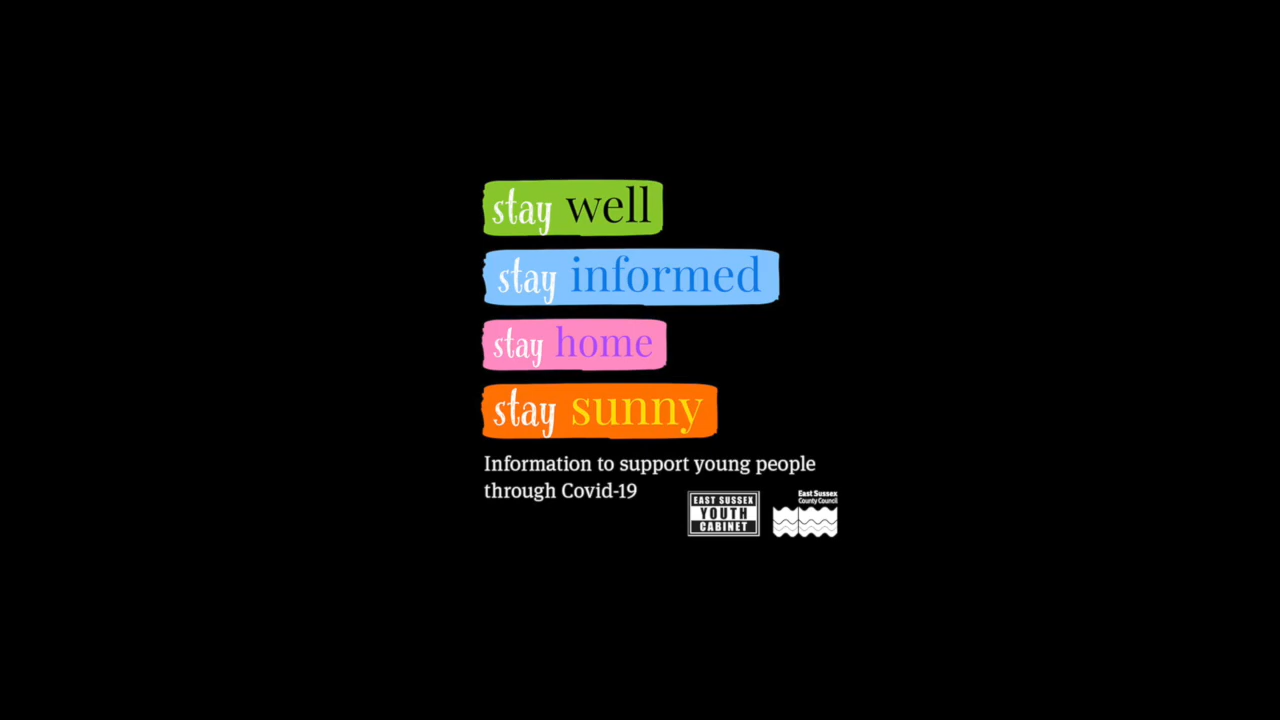 stay well
stay informed
stay home
stay sunny
Information to support young people
through Covid-19
EAST SUSSEX
YOUTH
CABINET
East Sussex
County Council